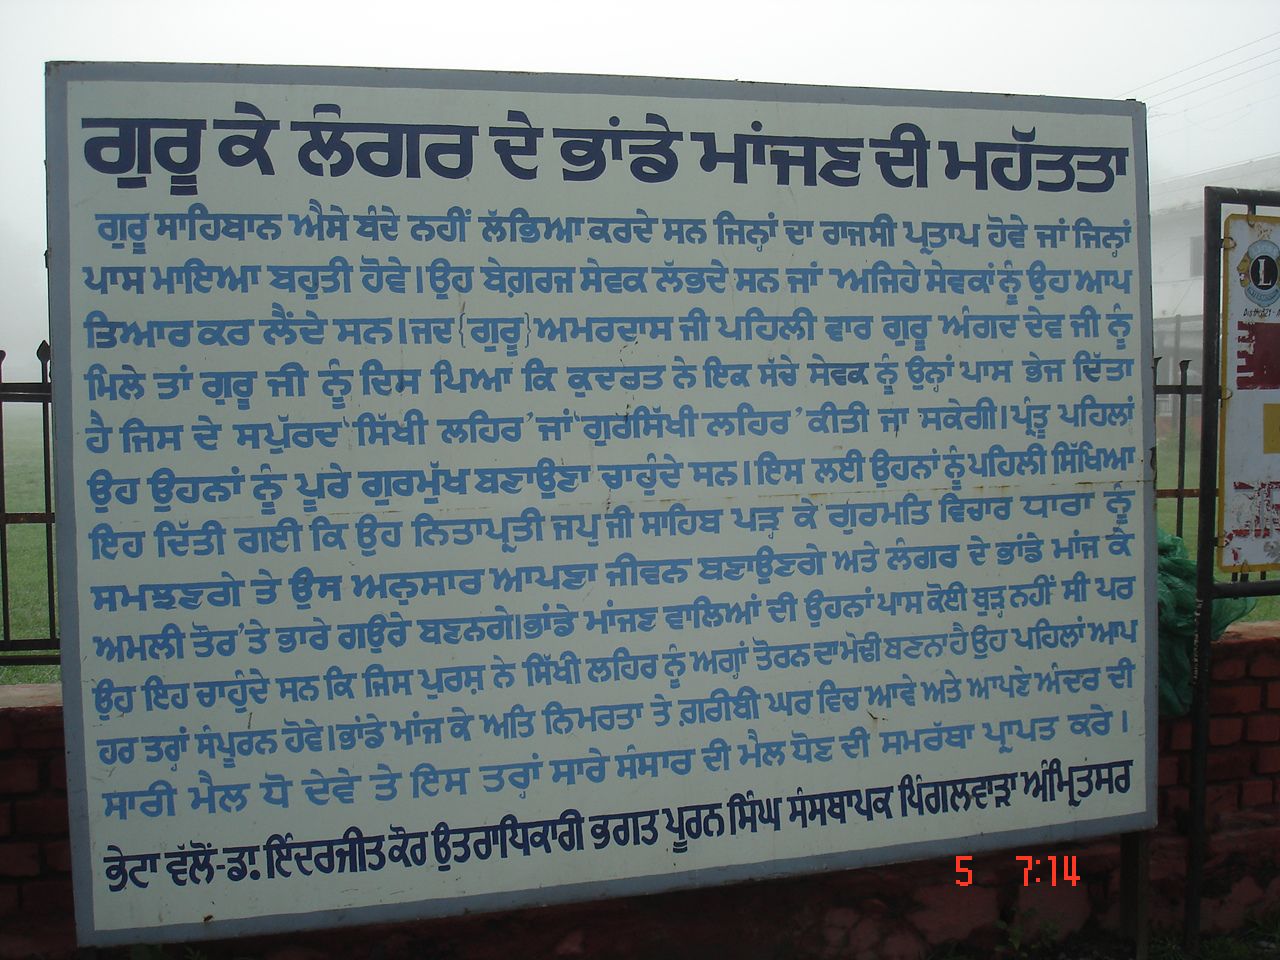 ਗੁਰੂ ਕੇ ਲੰਗਰ ਦੇ ਭਾਂਡੇ ਮਾਂਜਣ ਦੀ ਮਹੱਤਤਾ
ਗੁਰੂ ਸਾਹਿਬਾਨ ਐਸੇ ਬੰਦੇ ਨਹੀਂ ਲੱਭਿਆ ਕਰਦੇ ਸਨ ਜਿਨ੍ਹਾਂ ਦਾ ਰਾਜਸੀ ਪ੍ਰਤਾਪ ਹੋਵੇ ਜਾਂ ਜਿਨ੍ਹਾਂ
ਪਾਸ ਮਾਇਆ ਬਹੁਤੀ ਹੋਵੇ। ਉਹ ਬੇਗ਼ਰਜ ਸੇਵਕ ਲੱਭਦੇ ਸਨ ਜਾਂ ਅਜਿਹੇ ਸੇਵਕਾਂ ਨੂੰ ਉਹ ਆਪ
ਤਿਆਰ ਕਰ ਲੈਂਦੇ ਸਨ। ਜਦ {ਗੁਰੂ} ਅਮਰਦਾਸ ਜੀ ਪਹਿਲੀ ਵਾਰ ਗੁਰੂ ਅੰਗਦ ਦੇਵ ਜੀ ਨੂੰ
ਮਿਲੇ ਤਾਂ ਗੁਰੂ ਜੀ ਨੂੰ ਦਿਸ ਪਿਆ ਕਿ ਕੁਦਰਤ ਨੇ ਇਕ ਸੱਚੇ ਸੇਵਕ ਨੂੰ ਉਨ੍ਹਾਂ ਪਾਸ ਭੇਜ ਦਿੱਤਾ
ਹੈ ਜਿਸ ਦੇ ਸਪੁੱਰਦ 'ਸਿੱਖੀ ਲਹਿਰ' ਜਾਂ 'ਗੁਰਸਿੱਖੀ ਲਹਿਰ' ਕੀਤੀ ਜਾ ਸਕੇਗੀ। ਪ੍ਰੰਤੂ ਪਹਿਲਾਂ
ਉਹ ਉਹਨਾਂ ਨੂੰ ਪੂਰੇ ਗੁਰਮੁੱਖ ਬਣਾਉਣਾ ਚਾਹੁੰਦੇ ਸਨ। ਇਸ ਲਈ ਉਹਨਾਂ ਨੂੰ ਪਹਿਲੀ ਸਿੱਖਿਆ
ਇਹ ਦਿੱਤੀ ਗਈ ਕਿ ਉਹ ਨਿਤਾਪ੍ਰਤੀ ਜਪੁ ਜੀ ਸਾਹਿਬ ਪੜ੍ਹ ਕੇ ਗੁਰਮਤਿ ਵਿਚਾਰ ਧਾਰਾ ਨੂੰ
ਸਮਝਣਗੇ ਤੇ ਉਸ ਅਨੁਸਾਰ ਆਪਣਾ ਜੀਵਨ ਬਣਾਉਣਗੇ ਅਤੇ ਲੰਗਰ ਦੇ ਭਾਂਡੇ ਮਾਂਜ ਕੇ
ਅਮਲੀ ਤੋਰ 'ਤੇ ਭਾਰੇ ਗਉਰੇ ਬਣਨਗੇ। ਭਾਂਡੇ ਮਾਂਜਣ ਵਾਲਿਆਂ ਦੀ ਉਹਨਾਂ ਪਾਸ ਕੋਈ ਥੁੜ੍ਹ ਨਹੀਂ ਸੀ ਪਰ
ਉਹ ਇਹ ਚਾਹੁੰਦੇ ਸਨ ਕਿ ਜਿਸ ਪੁਰਸ਼ ਨੇ ਸਿੱਖੀ ਲਹਿਰ ਨੂੰ ਅਗ੍ਹਾਂ ਤੋਰਨ ਦਾ ਮੋਢੀ ਬਣਨਾ ਹੈ ਉਹ ਪਹਿਲਾਂ ਆਪ
ਹਰ ਤਰ੍ਹਾਂ ਸੰਪੂਰਨ ਹੋਵੇ। ਭਾਂਡੇ ਮਾਂਜ ਕੇ ਅਤਿ ਨਿਮਰਤਾ ਤੇ ਗ਼ਰੀਬੀ ਘਰ ਵਿਚ ਆਵੇ ਅਤੇ ਆਪਣੇ ਅੰਦਰ ਦੀ
ਸਾਰੀ ਮੈਲ ਧੋ ਦੇਵੇ ਤੇ ਇਸ ਤਰ੍ਹਾਂ ਸਾਰੇ ਸੰਸਾਰ ਦੀ ਮੈਲ ਧੋਣ ਦੀ ਸਮਰੱਥਾ ਪ੍ਰਾਪਤ ਕਰੇ।
ਭੇਟਾ ਵੱਲੋਂ-ਡਾ. ਇੰਦਰਜੀਤ ਕੌਰ ਉਤਰਾਧਿਕਾਰੀ ਭਗਤ ਪੂਰਨ ਸਿੰਘ ਸੰਸਥਾਪਕ ਪਿੰਗਲਵਾੜਾ ਅੰਮ੍ਰਿਤਸਰ
L
5 7:14